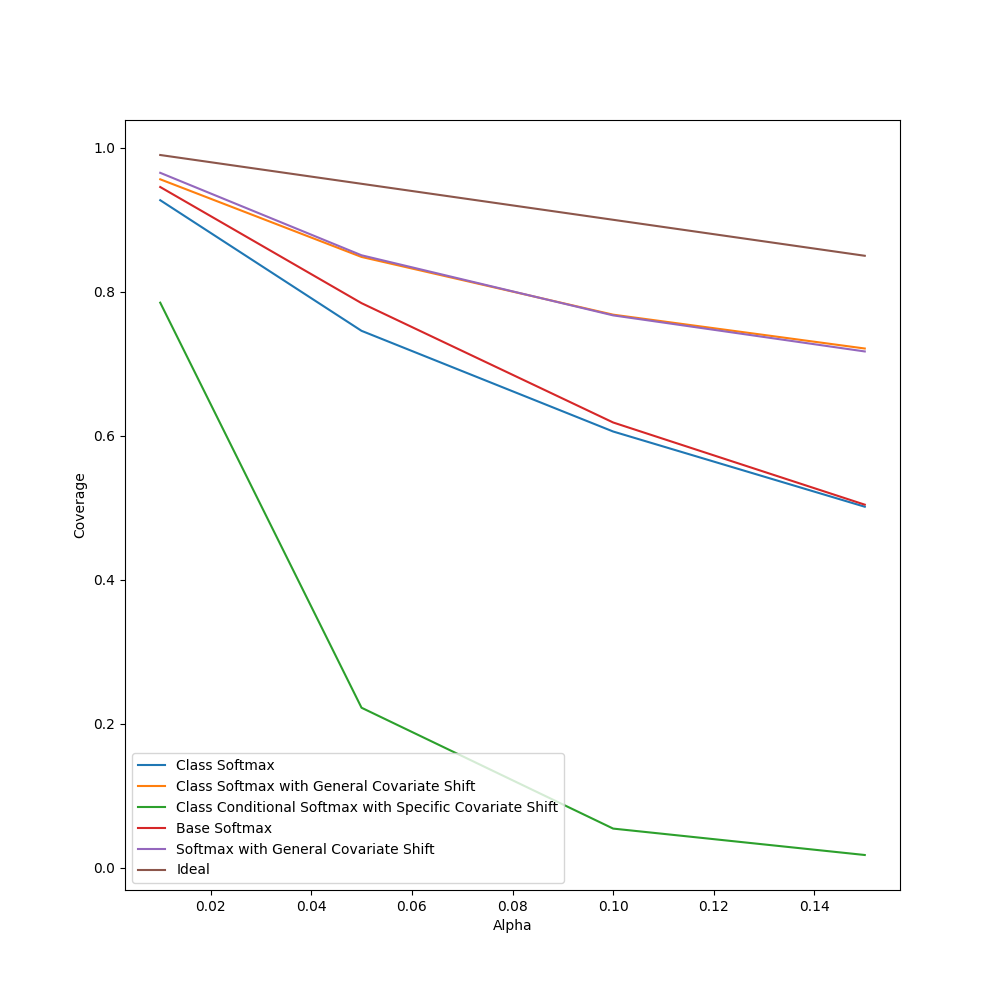 1.0
0.8
0.6
0.4
0.2
0.0
Coverage
Class Softmax
Class Softmax with General Covariate Shift
Class Conditional Softmax with Specific Covariate Shift
Base Softmax
Softmax with General Covariate Shift
Ideal
0.02 0.04 0.06 0.08 0.10 0.12 0.14
Alpha